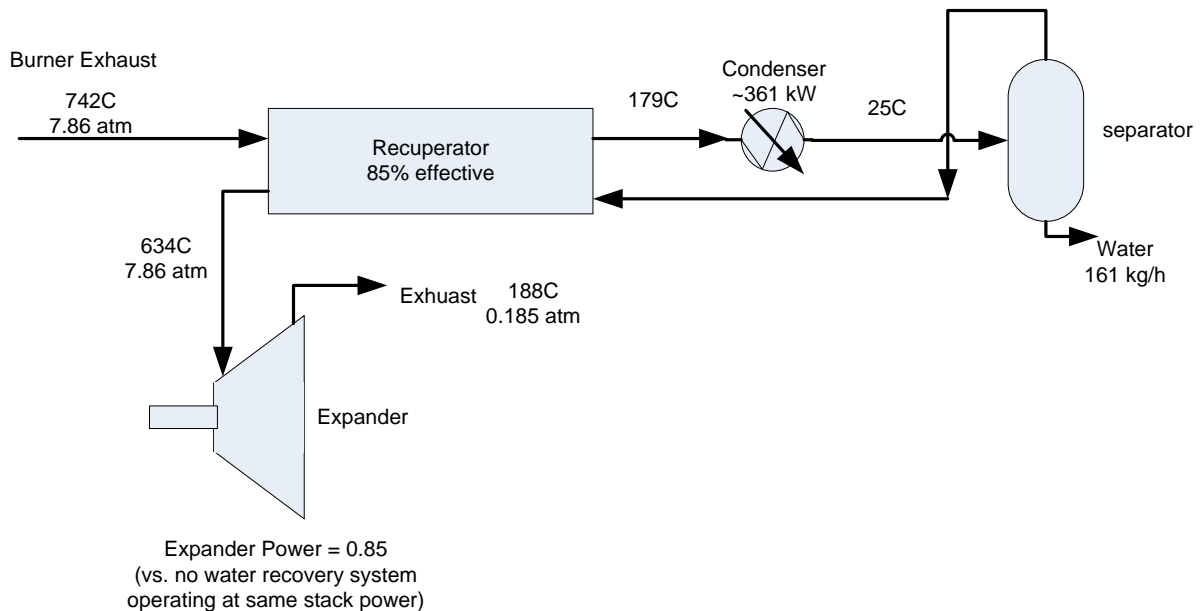 Burner Exhaust
742C
7.86 atm
Recuperator
85% effective
179C
Condenser
~361 kW
25C
separator
Water
161 kg/h
634C
7.86 atm
Exhuast
188C
0.185 atm
Expander
Expander Power = 0.85
(vs. no water recovery system
operating at same stack power)